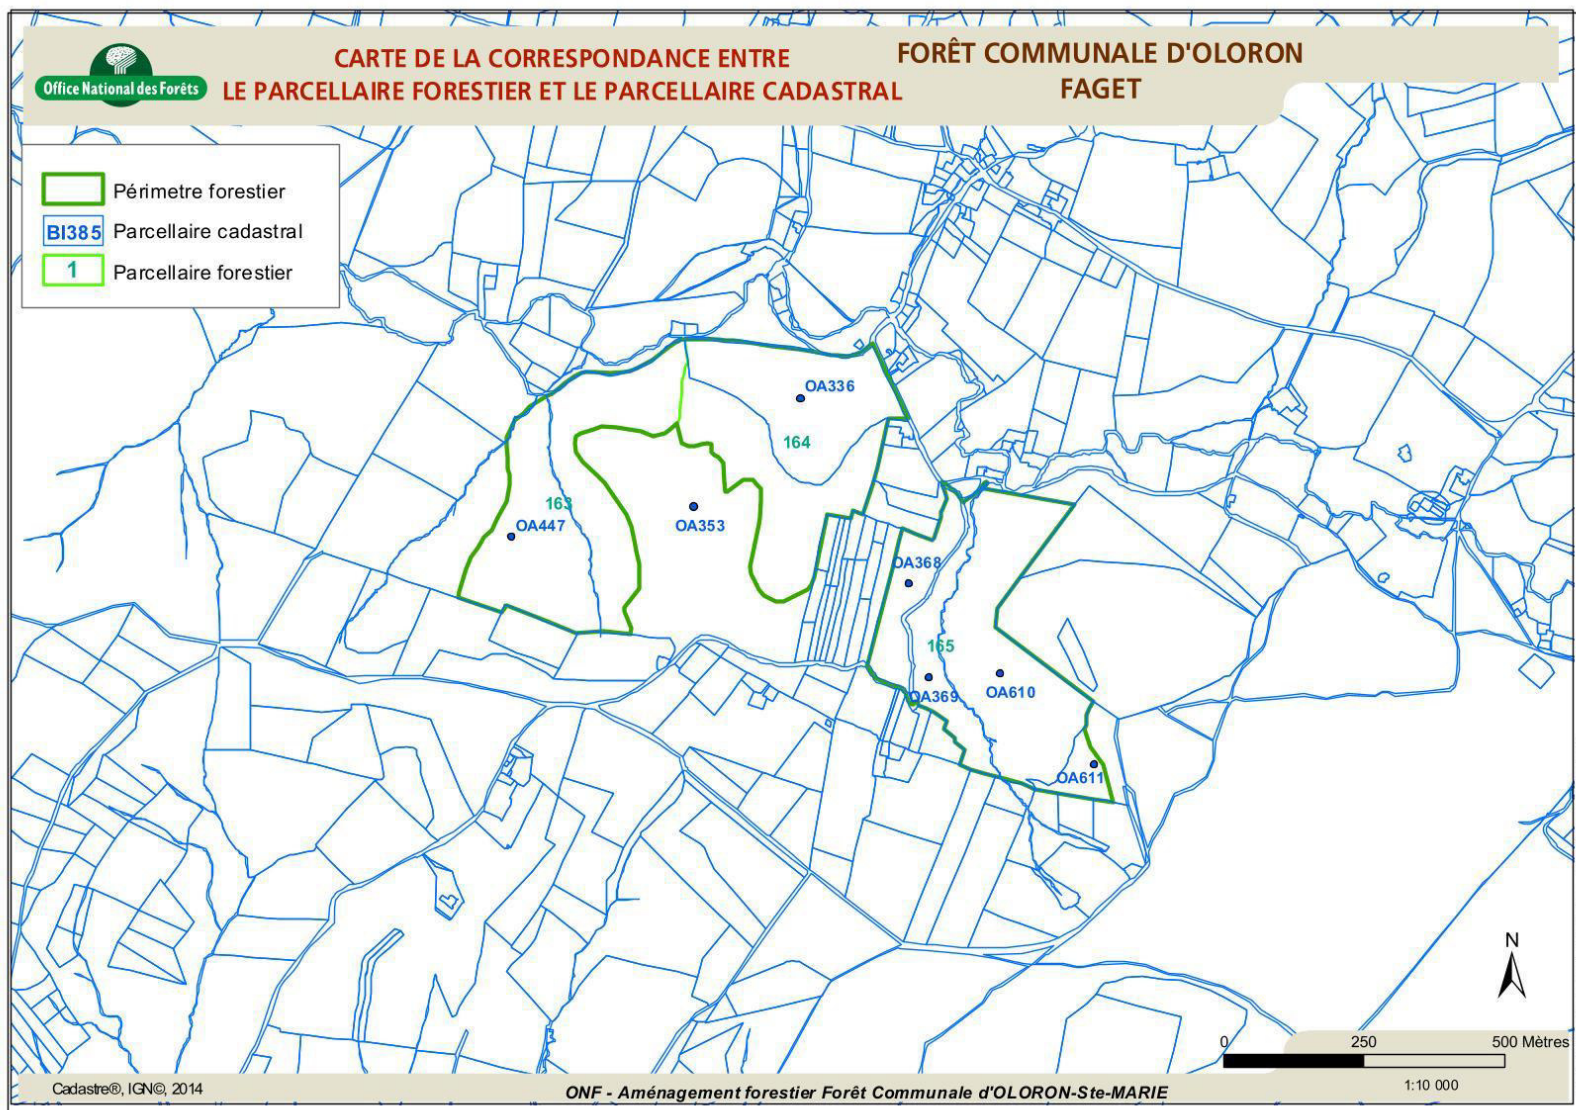 Office National des Forêts
CARTE DE LA CORRESPONDANCE ENTRE
LE PARCELLAIRE FORESTIER ET LE PARCELLAIRE CADASTRAL
FORÊT COMMUNALE D'OLORON
FAGET
Périmetre forestier
BI385 Parcellaire cadastral
1 Parcellaire forestier
OA336
164
163
OA447
OA353
OA368
165
OA369
OA610
OA611
N
0 250 500 Mètres
1:10 000
Cadastre®, IGN©, 2014
ONF - Aménagement forestier Forêt Communale d'OLORON-Ste-MARIE